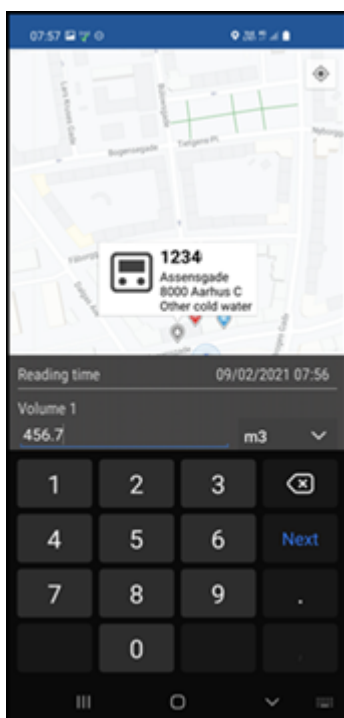 07:57
Lars Kruses Gade
Bogensegade
Tietgens Pl.
Nyborgg
1234
Assensgade
8000 Aarhus C
Other cold water
Reading time 09/02/2021 07:56
Volume 1
456.7 m3
1 2 3
4 5 6 Next
7 8 9 .
0 ,